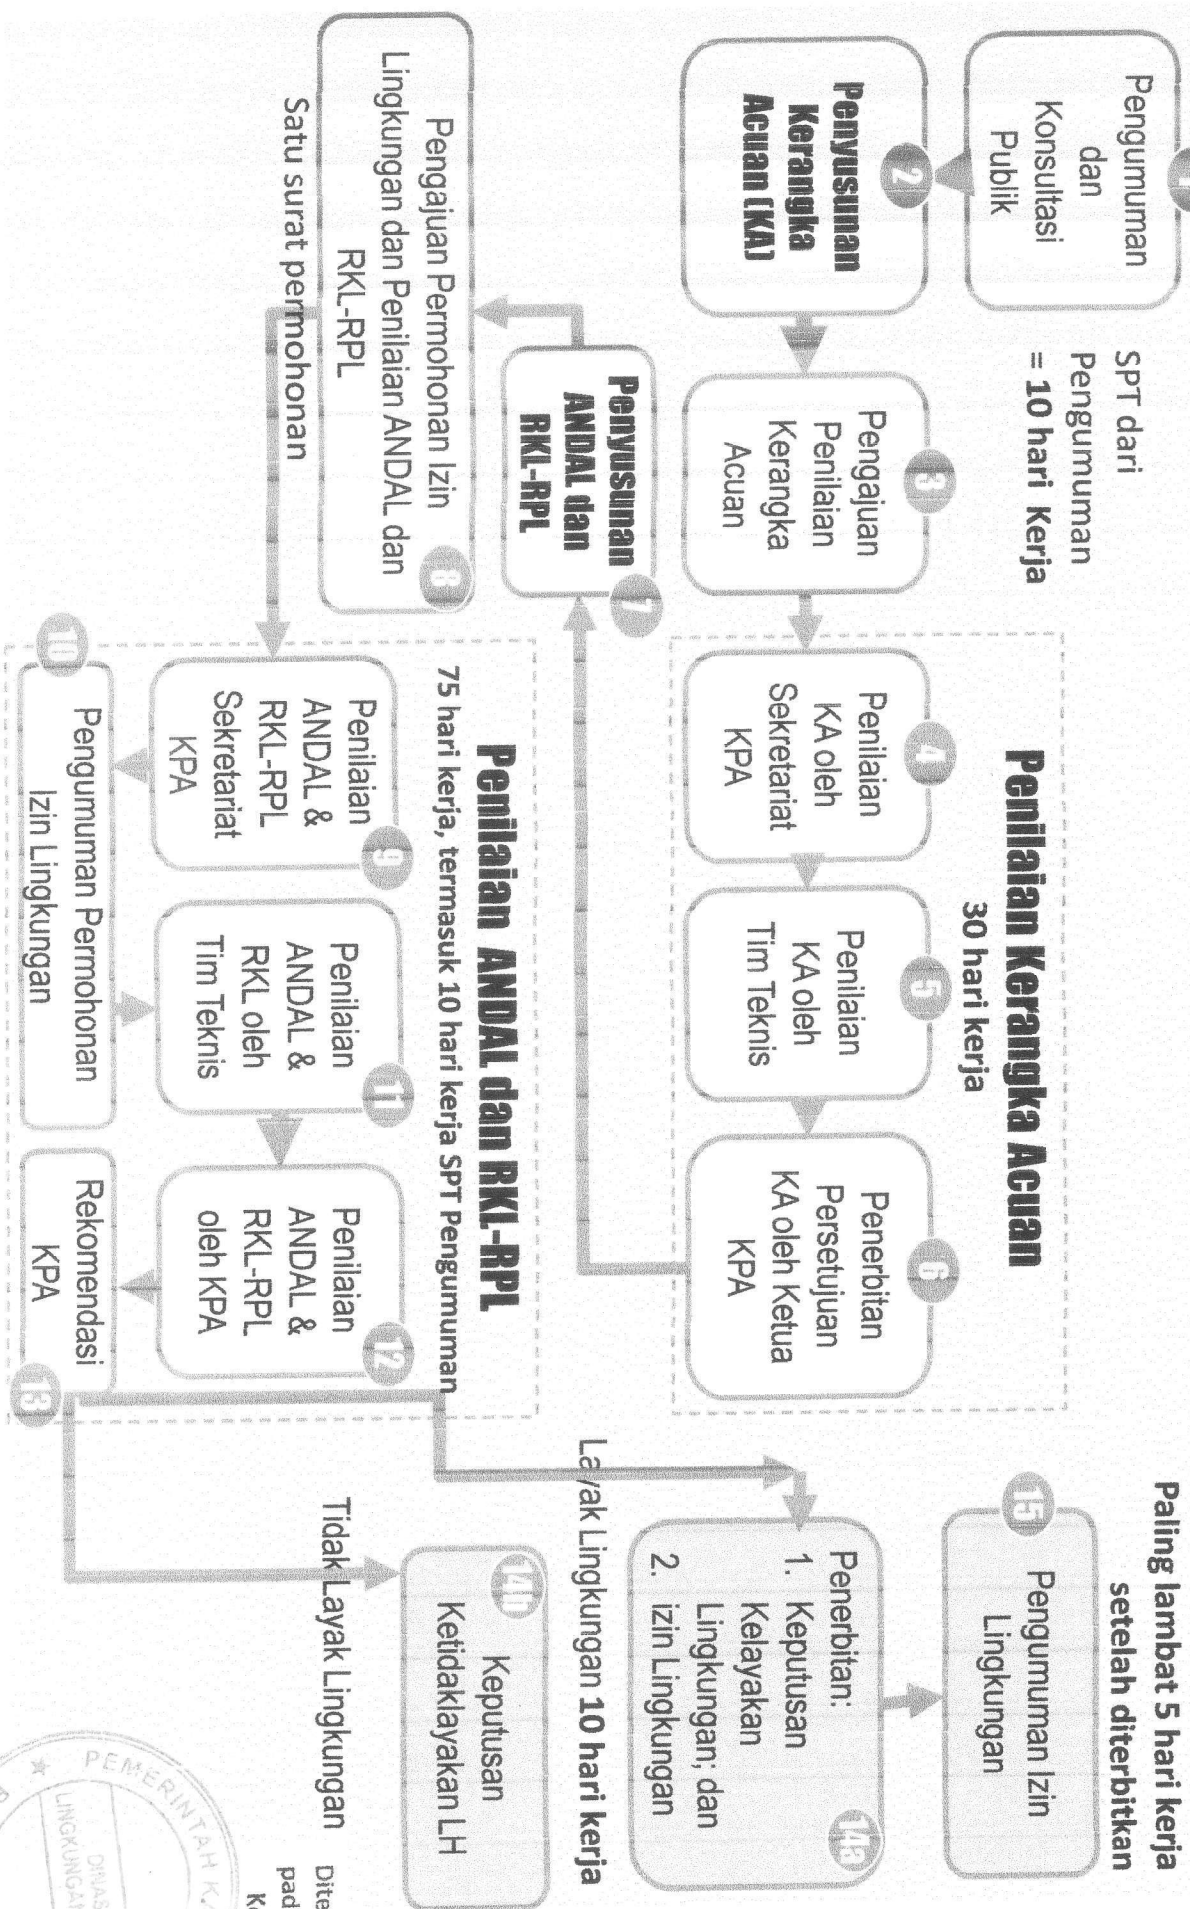 1
Pengumuman
dan
Konsultasi
Publik
SPT dari
Pengumuman
= 10 hari Kerja
2
Penyusunan
Kerangka
Acuan (KA)
3
Pengajuan
Penilaian
Kerangka
Acuan
Penilaian Kerangka Acuan
30 hari kerja
4
Penilaian
KA oleh
Sekretariat
KPA
5
Penilaian
KA oleh
Tim Teknis
6
Penerbitan
Persetujuan
KA oleh Ketua
KPA
7
Penyusunan
ANDAL dan
RKL-RPL
8
Pengajuan Permohonan Izin
Lingkungan dan Penilaian ANDAL dan
RKL-RPL
Satu surat permohonan
Penilaian ANDAL dan RKL-RPL
75 hari kerja, termasuk 10 hari kerja SPT Pengumuman
9
Penilaian
ANDAL &
RKL-RPL
Sekretariat
KPA
10
Pengumuman Permohonan
Izin Lingkungan
11
Penilaian
ANDAL &
RKL oleh
Tim Teknis
12
Penilaian
ANDAL &
RKL-RPL
oleh KPA
13
Rekomendasi
KPA
Paling lambat 5 hari kerja
setelah diterbitkan
15
Pengumuman Izin
Lingkungan
14a
Penerbitan:
1. Keputusan
Kelayakan
Lingkungan; dan
2. izin Lingkungan
Layak Lingkungan 10 hari kerja
14b
Keputusan
Ketidaklayakan LH
Tidak Layak Lingkungan
PEMERINTAH
DINAS
LINGKUNGAN